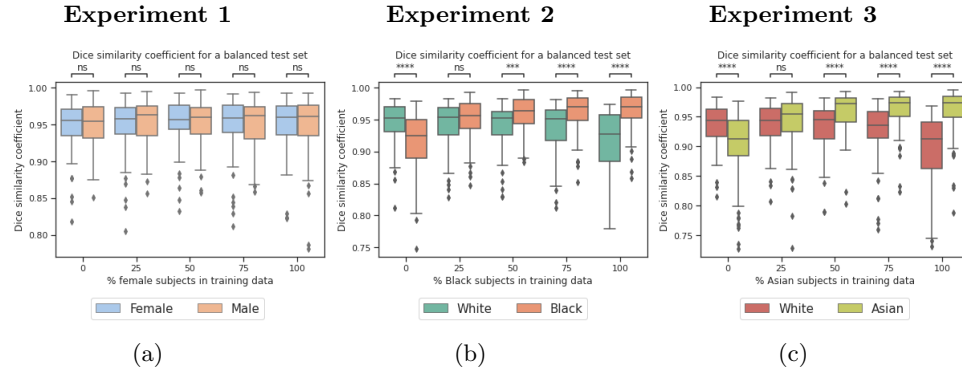 Experiment 1
Dice similarity coefficient for a balanced test set
ns ns ns ns ns
Dice similarity coefficient
1.00
0.95
0.90
0.85
0.80
0 25 50 75 100
% female subjects in training data
Female Male
(a)
Experiment 2
Dice similarity coefficient for a balanced test set
**** ns *** **** ****
Dice similarity coefficient
1.00
0.95
0.90
0.85
0.80
0.75
0 25 50 75 100
% Black subjects in training data
White Black
(b)
Experiment 3
Dice similarity coefficient for a balanced test set
**** ns **** **** ****
Dice similarity coefficient
1.00
0.95
0.90
0.85
0.80
0.75
0 25 50 75 100
% Asian subjects in training data
White Asian
(c)